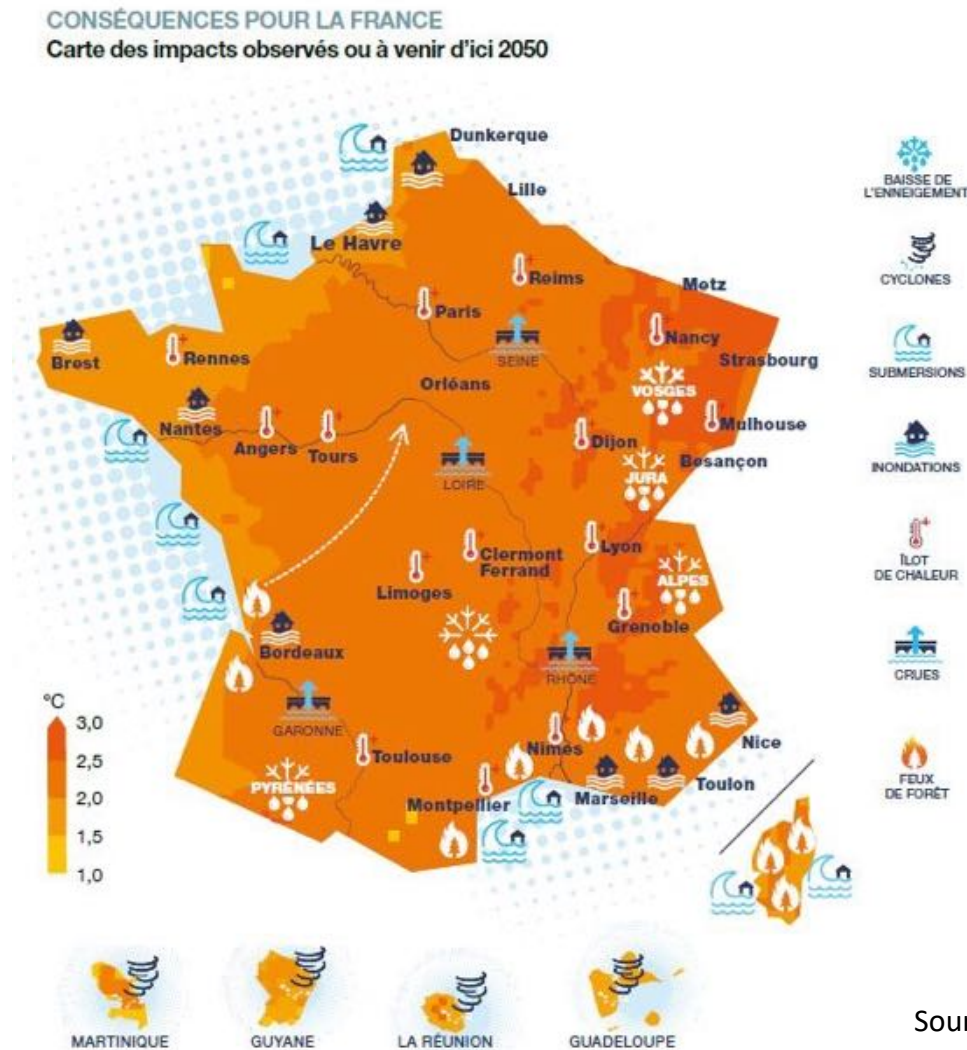 CONSÉQUENCES POUR LA FRANCE
Carte des impacts observés ou à venir d'ici 2050
Dunkerque
Lille
Le Havre
Reims
Metz
Paris
Nancy
SEINE
Strasbourg
Brest
Rennes
Orléans
VOSGES
Nantes
Mulhouse
Angers
Tours
Dijon
Besançon
LOIRE
JURA
Clermont
Ferrand
Lyon
Limoges
ALPES
Grenoble
Bordeaux
RHÔNE
GARONNE
Nice
Toulouse
Nîmes
Toulon
PYRÉNÉES
Montpellier
Marseille
°C
3,0
2,5
2,0
1,5
1,0
BAISSE DE
L'ENNEIGEMENT
CYCLONES
SUBMERSIONS
INONDATIONS
ÎLOT
DE CHALEUR
CRUES
FEUX
DE FORÊT
MARTINIQUE
GUYANE
LA RÉUNION
GUADELOUPE